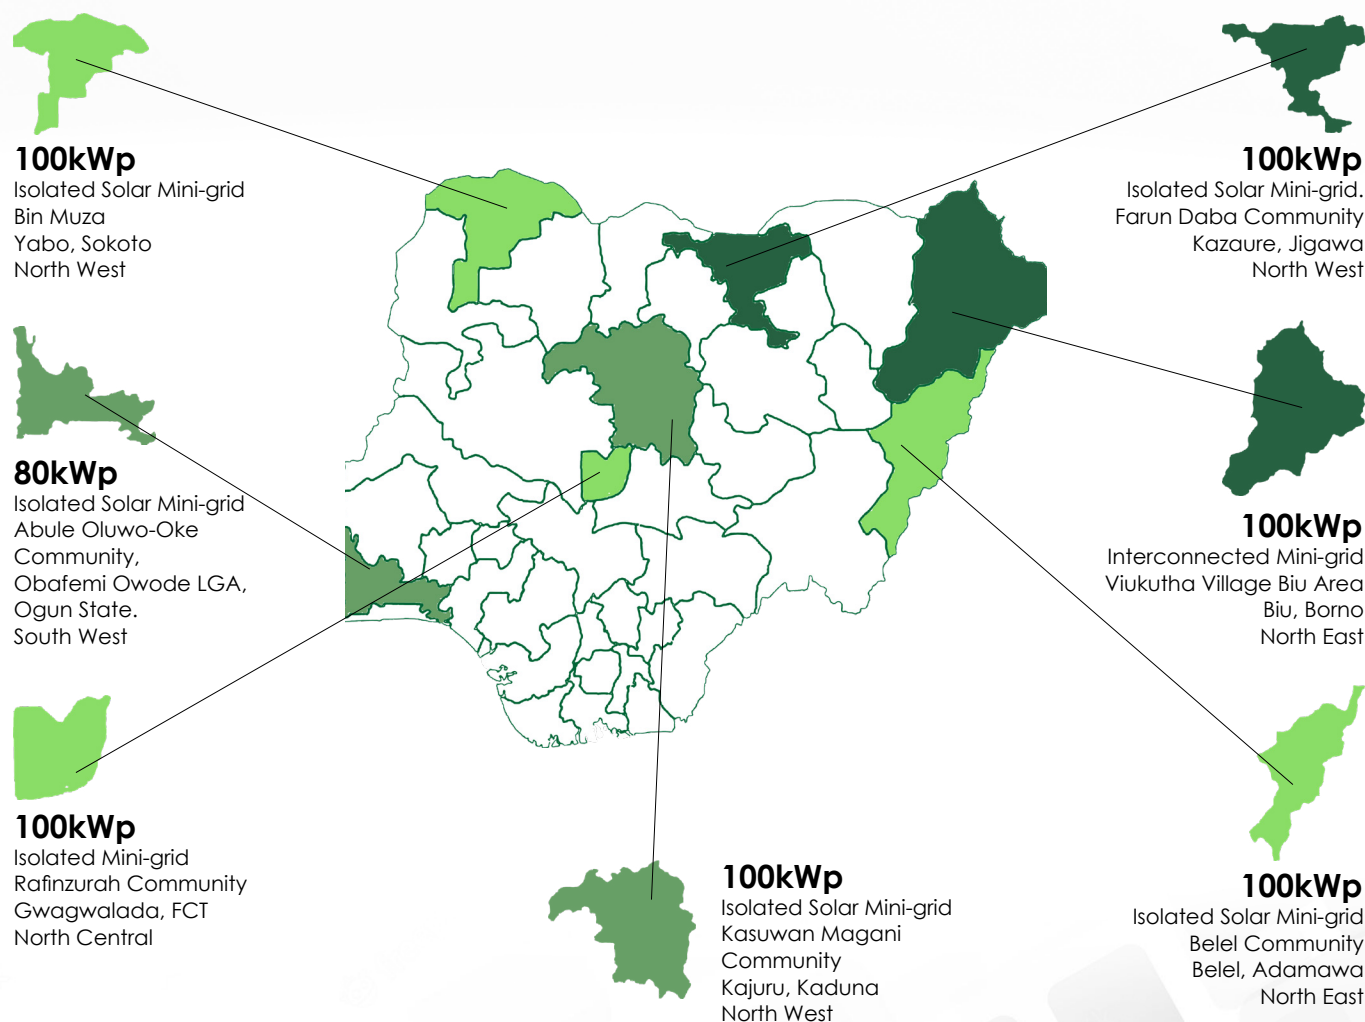 100kWp
Isolated Solar Mini-grid
Bin Muza
Yabo, Sokoto
North West
80kWp
Isolated Solar Mini-grid
Abule Oluwo-Oke
Community,
Obafemi Owode LGA,
Ogun State.
South West
100kWp
Isolated Mini-grid
Rafinzurah Community
Gwagwalada, FCT
North Central
100kWp
Isolated Solar Mini-grid
Kasuwan Magani
Community
Kajuru, Kaduna
North West
100kWp
Isolated Solar Mini-grid.
Farun Daba Community
Kazaure, Jigawa
North West
100kWp
Interconnected Mini-grid
Viukutha Village Biu Area
Biu, Borno
North East
100kWp
Isolated Solar Mini-grid
Belel Community
Belel, Adamawa
North East